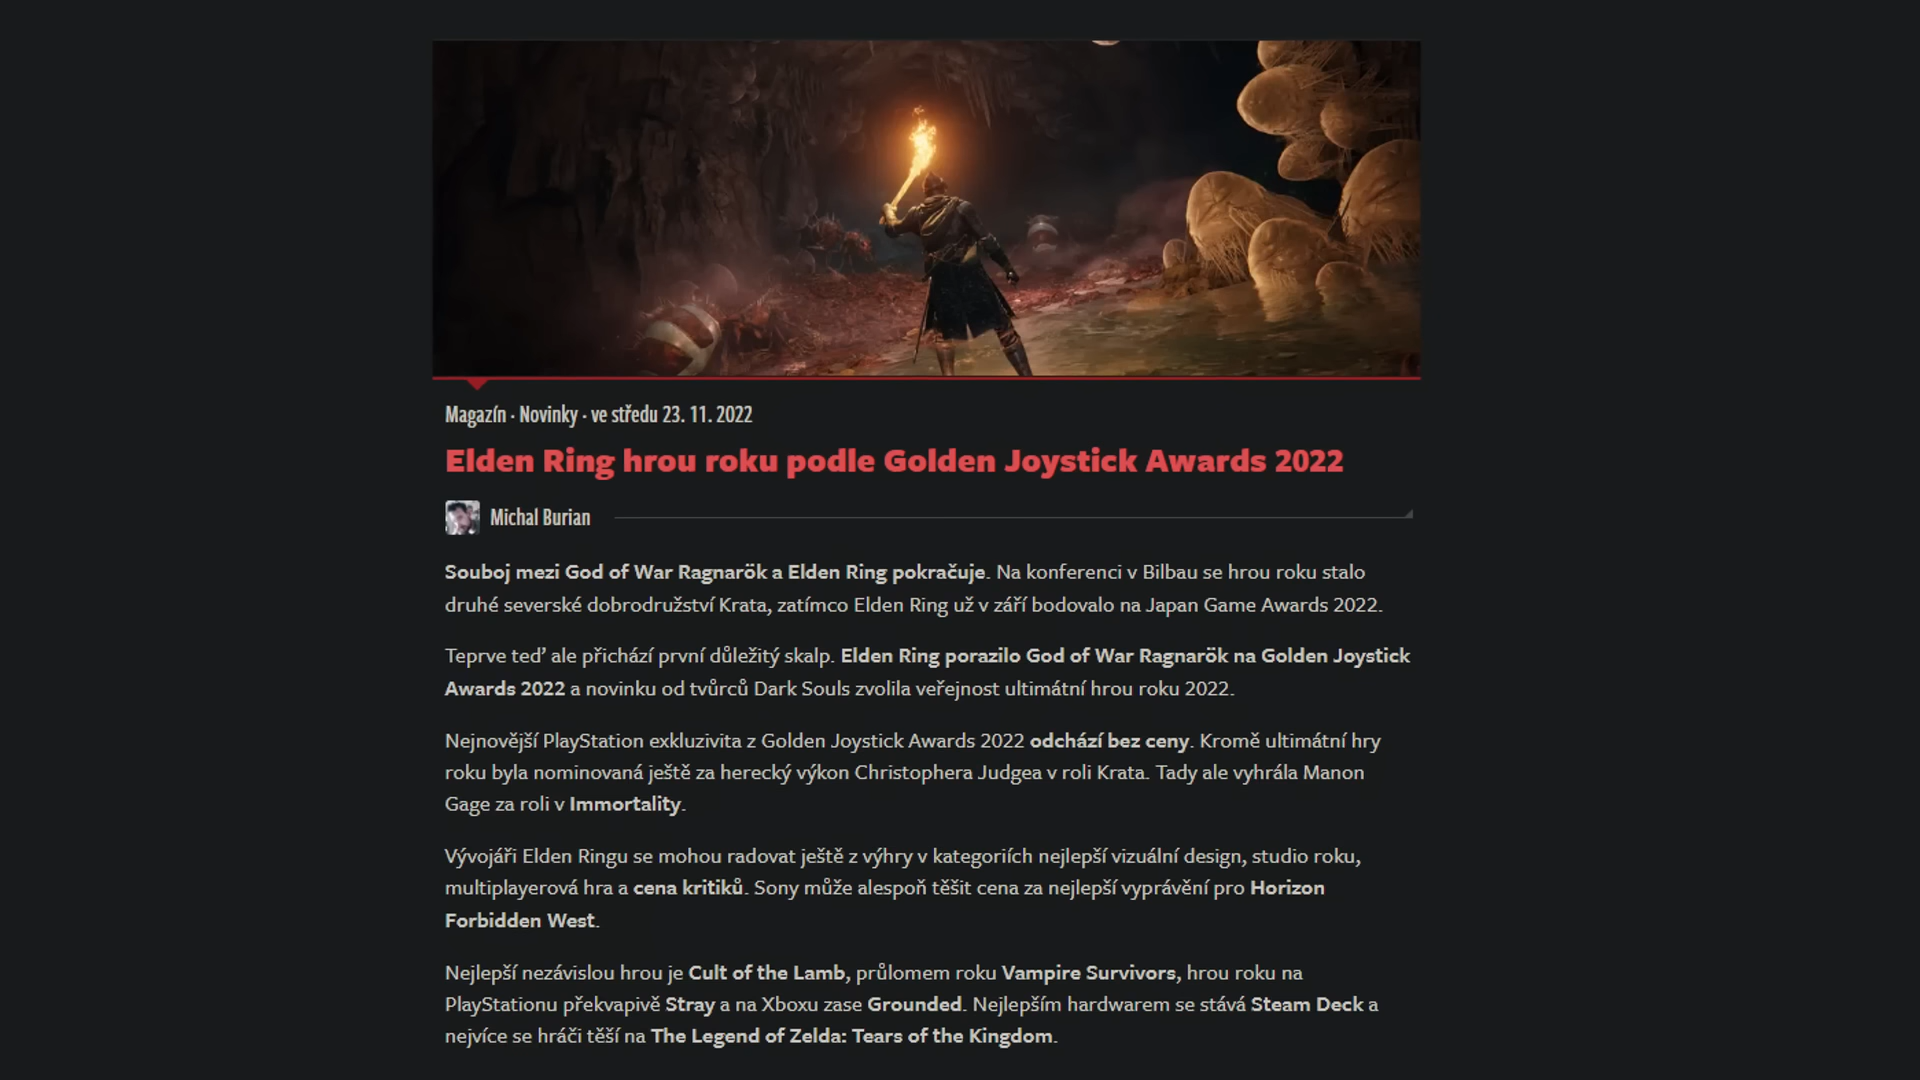 Magazín · Novinky · ve středu 23. 11. 2022
Elden Ring hrou roku podle Golden Joystick Awards 2022
Michal Burian
Souboj mezi God of War Ragnarök a Elden Ring pokračuje. Na konferenci v Bilbau se hrou roku stalo
druhé severské dobrodružství Krata, zatímco Elden Ring už v září bodovalo na Japan Game Awards 2022.
Teprve teď ale přichází první důležitý skalp. Elden Ring porazilo God of War Ragnarök na Golden Joystick
Awards 2022 a novinku od tvůrců Dark Souls zvolila veřejnost ultimátní hrou roku 2022.
Nejnovější PlayStation exkluzivita z Golden Joystick Awards 2022 odchází bez ceny. Kromě ultimátní hry
roku byla nominovaná ještě za herecký výkon Christophera Judgea v roli Krata. Tady ale vyhrála Manon
Gage za roli v Immortality.
Vývojáři Elden Ringu se mohou radovat ještě z výhry v kategoriích nejlepší vizuální design, studio roku,
multiplayerová hra a cena kritiků. Sony může alespoň těšit cena za nejlepší vyprávění pro Horizon
Forbidden West.
Nejlepší nezávislou hrou je Cult of the Lamb, průlomem roku Vampire Survivors, hrou roku na
PlayStationu překvapivě Stray a na Xboxu zase Grounded. Nejlepším hardwarem se stává Steam Deck a
nejvíce se hráči těší na The Legend of Zelda: Tears of the Kingdom.